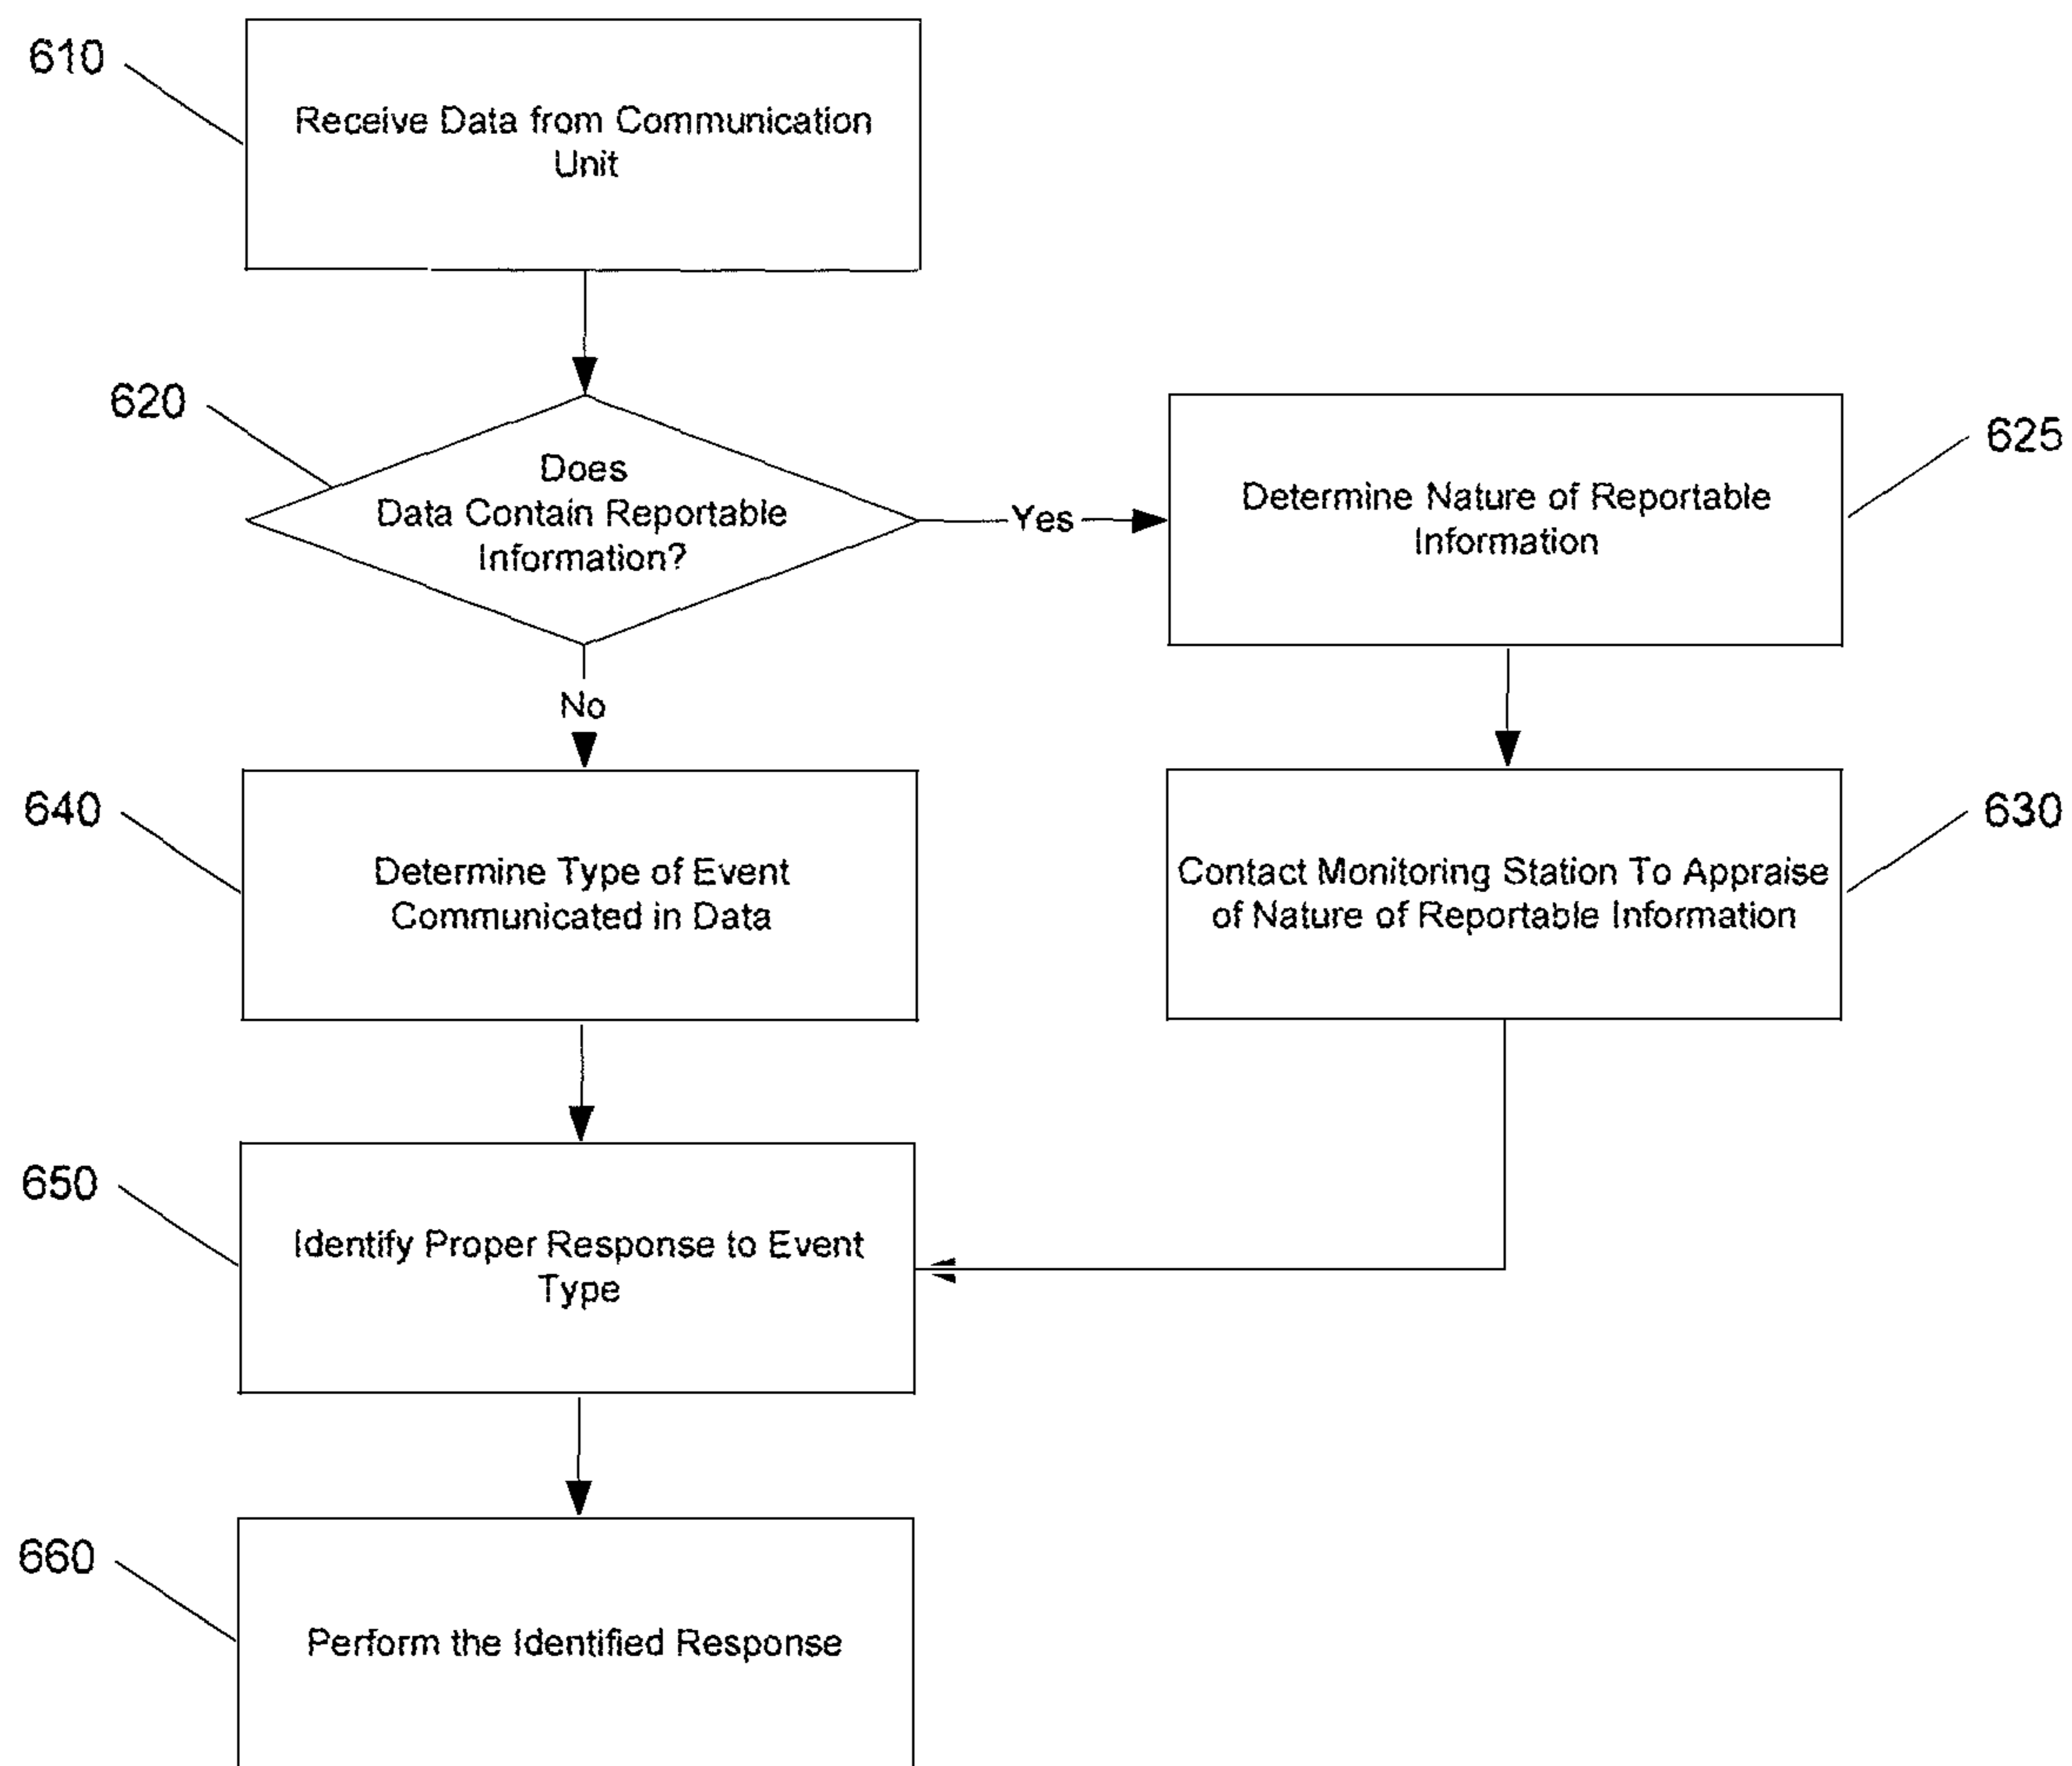 610
Receive Data from Communication
Unit
620
Does
Data Contain Reportable
Information?
Yes
Determine Nature of Reportable
Information
625
No
640
Determine Type of Event
Communicated in Data
Contact Monitoring Station To Appraise
of Nature of Reportable Information
630
650
Identify Proper Response to Event
Type
660
Perform the Identified Response